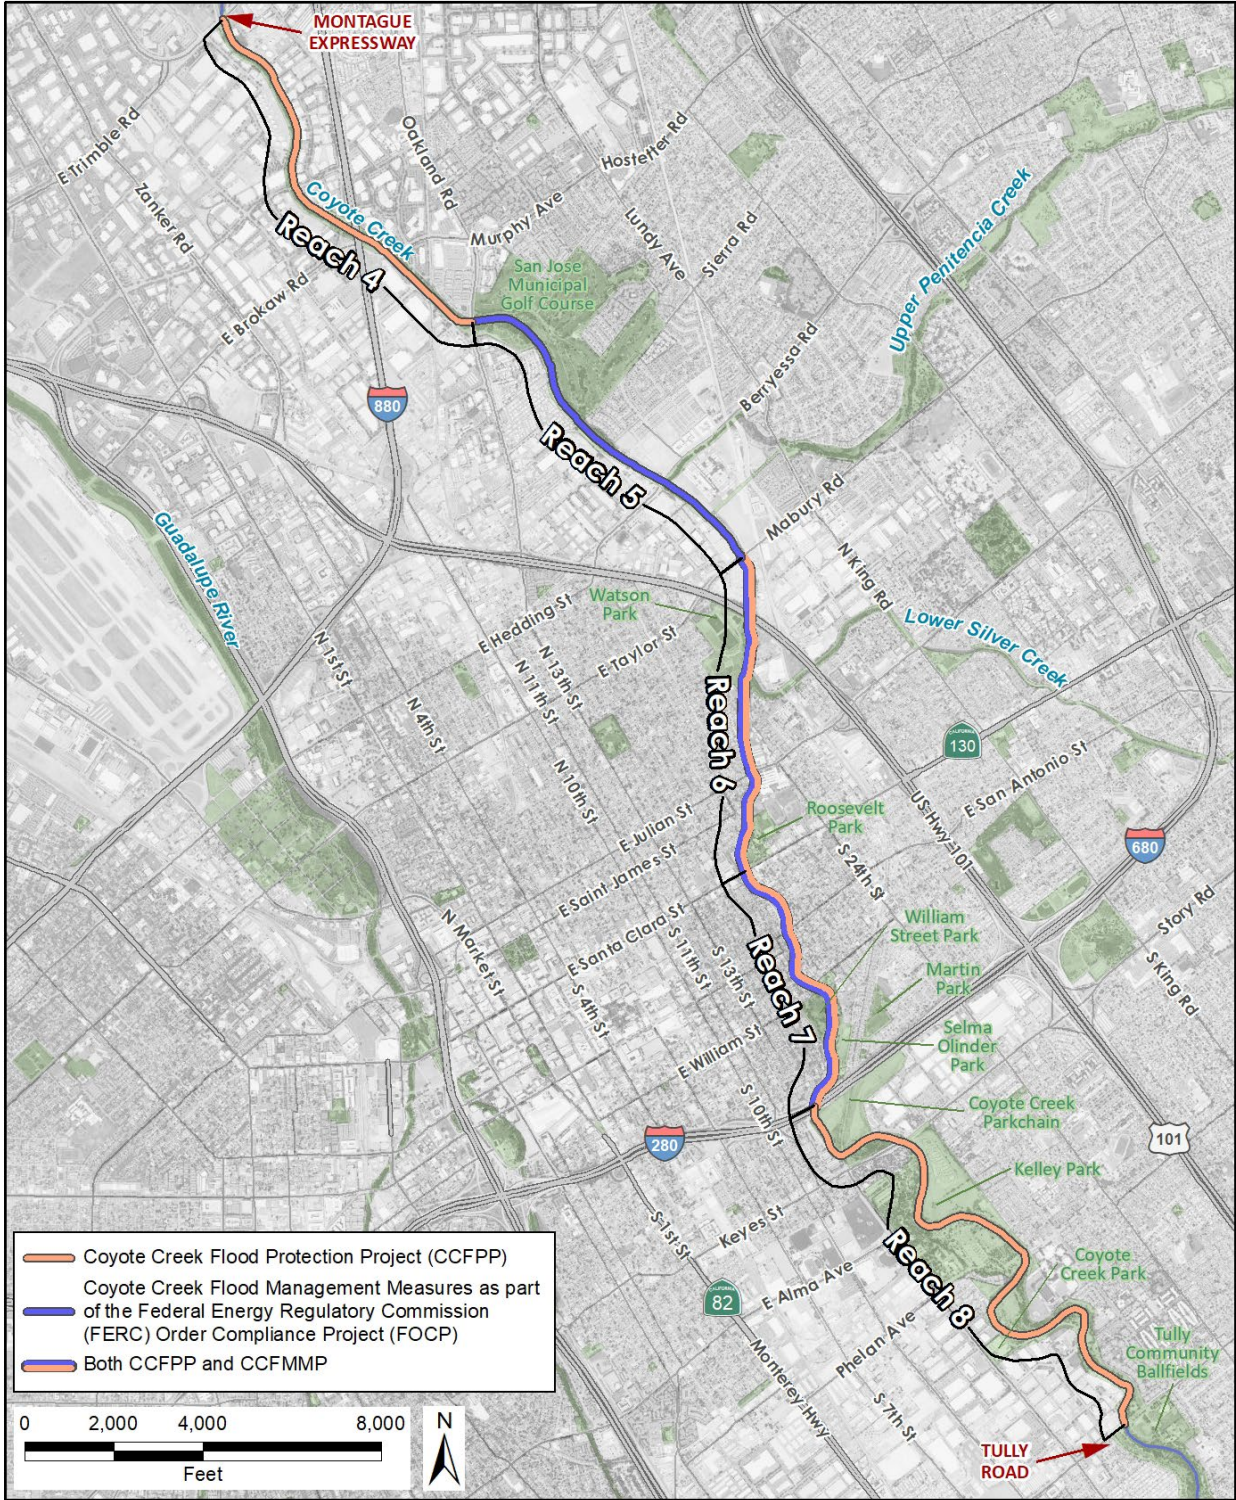 MONTAGUE
EXPRESSWAY
E Trimble Rd
Zanker Rd
Oakland Rd
Hostetter Rd
Coyote Creek
Murphy Ave
Lundy Ave
Sierra Rd
Upper Penitencia Creek
Reach 4
E Brokaw Rd
San Jose
Municipal
Golf Course
Berryessa Rd
880
Reach 5
Mabury Rd
N King Rd
Guadalupe River
Watson
Park
E Hedding St
E Taylor St
Lower Silver Creek
N 1st St
N 4th St
N 11th St
N 13th St
N 10th St
Reach 6
130
CALIFORNIA
E San Antonio St
US Hwy 101
Roosevelt
Park
E Julian St
E Saint James St
S 24th St
680
Story Rd
S King Rd
N Market St
E Santa Clara St
S 11th St
S 13th St
S 4th St
Reach 7
William
Street Park
Martin
Park
Selma
Olinder
Park
E William St
S 10th St
Coyote Creek
Parkchain
101
280
Kelley Park
S 1st St
Keyes St
Reach 8
Coyote
Creek Park
E Alma Ave
CALIFORNIA
82
Phelan Ave
Monterey Hwy
S 7th St
Tully
Community
Ballfields
TULLY
ROAD
Coyote Creek Flood Protection Project (CCFPP)
Coyote Creek Flood Management Measures as part
of the Federal Energy Regulatory Commission
(FERC) Order Compliance Project (FOCP)
Both CCFPP and CCFMMP
0 2,000 4,000 8,000
Feet
N